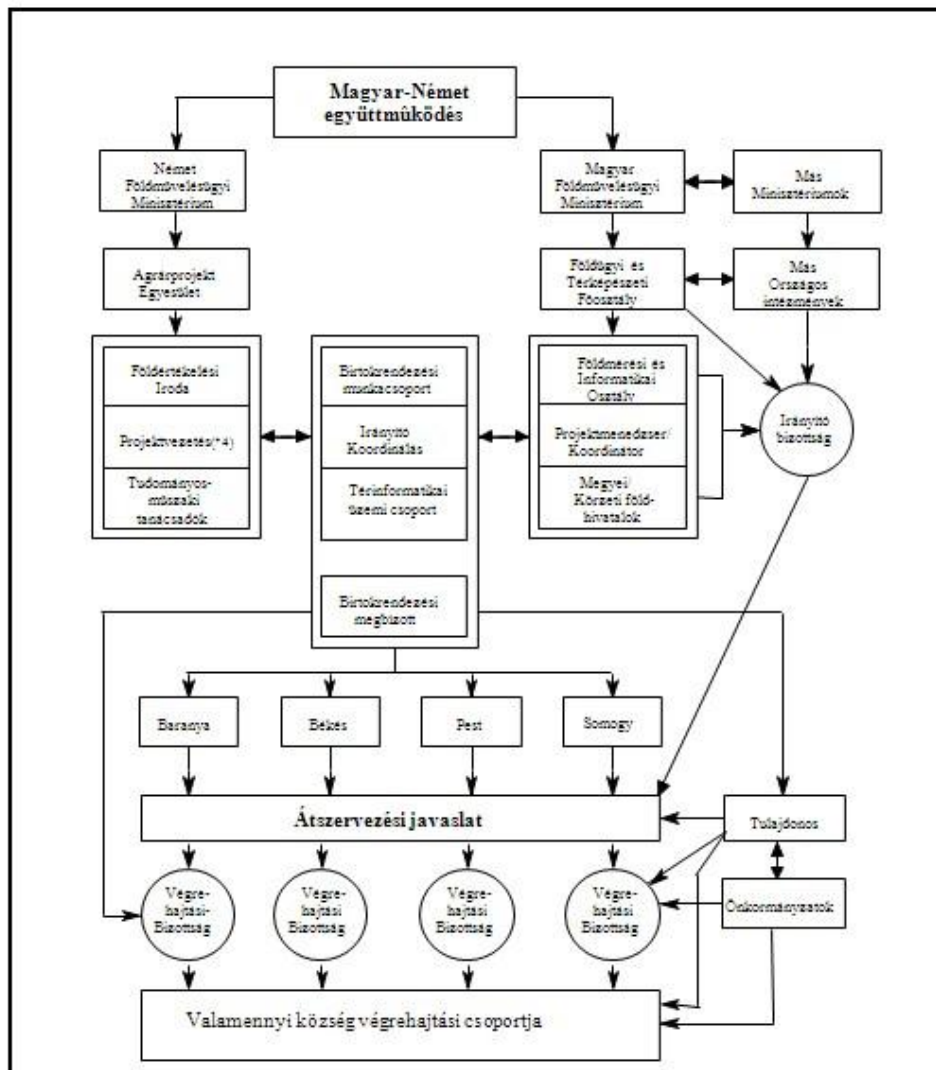 Magyar-Német
együttmûködés
Német
Földművelésügyi
Minisztérium
Magyar
Földművelésügyi
Minisztérium
Más
Minisztériumok
Agrárprojekt
Egyesület
Földügyi és
Térképészeti
Főosztály
Más
Országos
intézmények
Földértékelési
Iroda
Projektvezetés(*4)
Tudományos-
műszaki
tanácsadók
Birtokrendezési
munkacsoport
Irányító
Koordinálás
Térinformatikai
üzemi csoport
Birtokrendezési
megbízott
Földmérési és
Informatikai
Osztály
Projektmenedzser/
Koordinátor
Megyei/
Körzeti föld-
hivatalok
Irányító
bizottság
Baranya
Békés
Pest
Somogy
Átszervezési javaslat
Tulajdonos
Végre-
hajtási-
Bizottság
Végre-
hajtási
Bizottság
Végre-
hajtási
Bizottság
Végre-
hajtási
Bizottság
Önkormányzatok
Valamennyi község végrehajtási csoportja